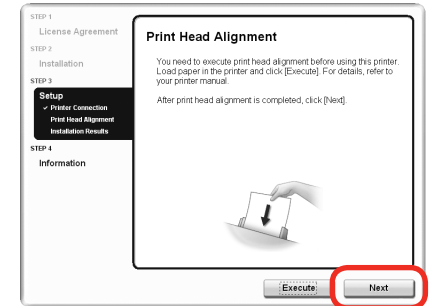 STEP 1
License Agreement
STEP 2
Installation
STEP 3
Setup
✓ Printer Connection
Print Head Alignment
Installation Results
STEP 4
Information
Print Head Alignment
You need to execute print head alignment before using this printer.
Load paper in the printer and click [Execute]. For details, refer to
your printer manual.
After print head alignment is completed, click [Next].
Execute
Next